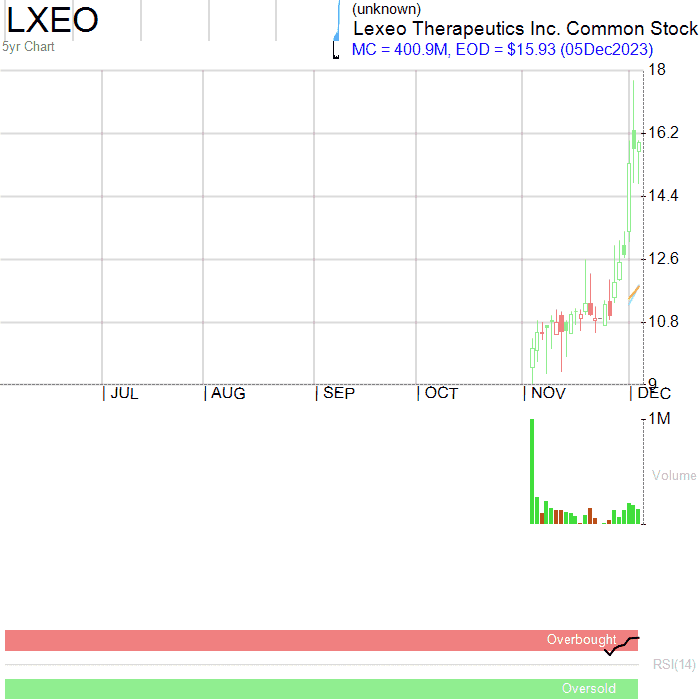 LXEO
(unknown)
Lexeo Therapeutics Inc. Common Stock
5yr Chart
MC = 400.9M, EOD = $15.93 (05Dec2023)
18
16.2
14.4
12.6
10.8
9
| JUL | AUG | SEP | OCT | NOV | DEC
1M
Volume
Overbought
RSI(14)
Oversold